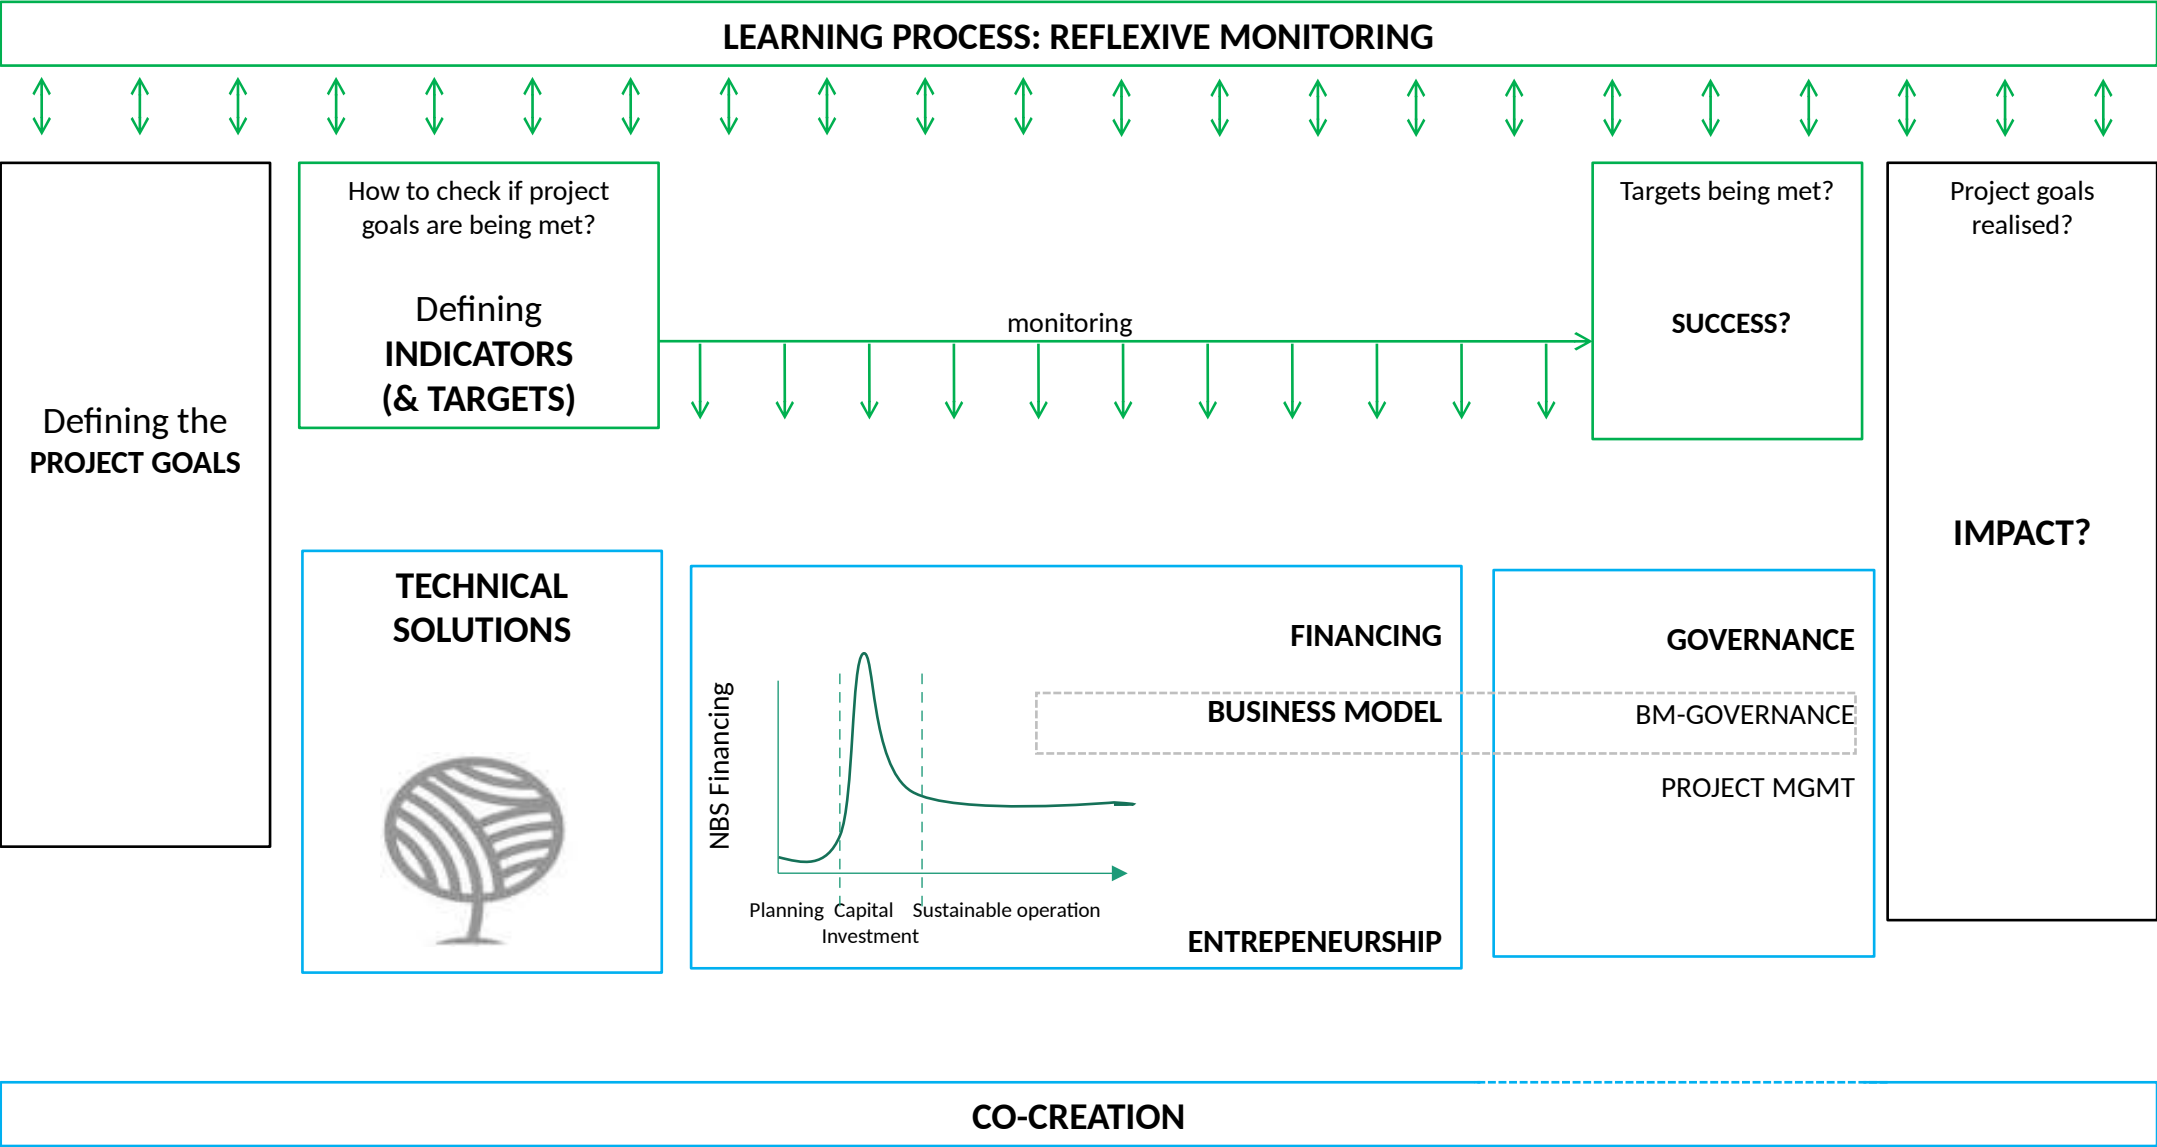 LEARNING PROCESS: REFLEXIVE MONITORING
Defining the
PROJECT GOALS
How to check if project
goals are being met?
Defining
INDICATORS
(& TARGETS)
monitoring
Targets being met?
SUCCESS?
Project goals
realised?
IMPACT?
TECHNICAL
SOLUTIONS
NBS Financing
Planning
Capital
Investment
Sustainable operation
FINANCING
BUSINESS MODEL
ENTREPENEURSHIP
GOVERNANCE
BM-GOVERNANCE
PROJECT MGMT
CO-CREATION